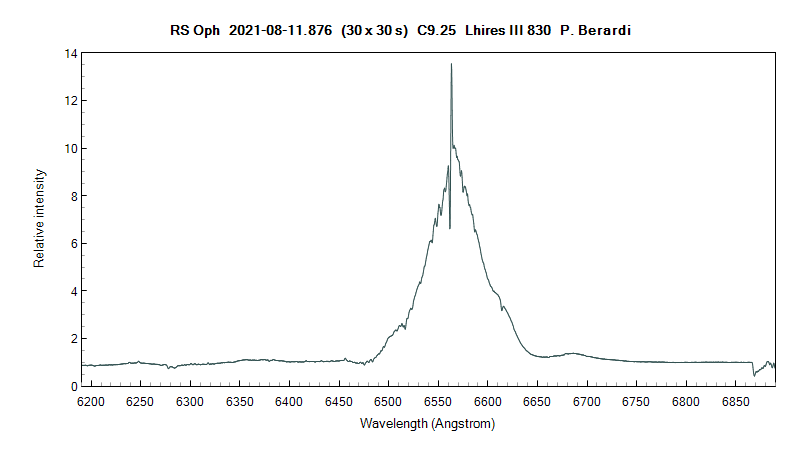 RS Oph 2021-08-11.876 (30 x 30 s) C9.25 Lhires III 830 P. Berardi
14
12
10
8
6
4
2
0
Relative intensity
6200 6250 6300 6350 6400 6450 6500 6550 6600 6650 6700 6750 6800 6850
Wavelength (Angstrom)